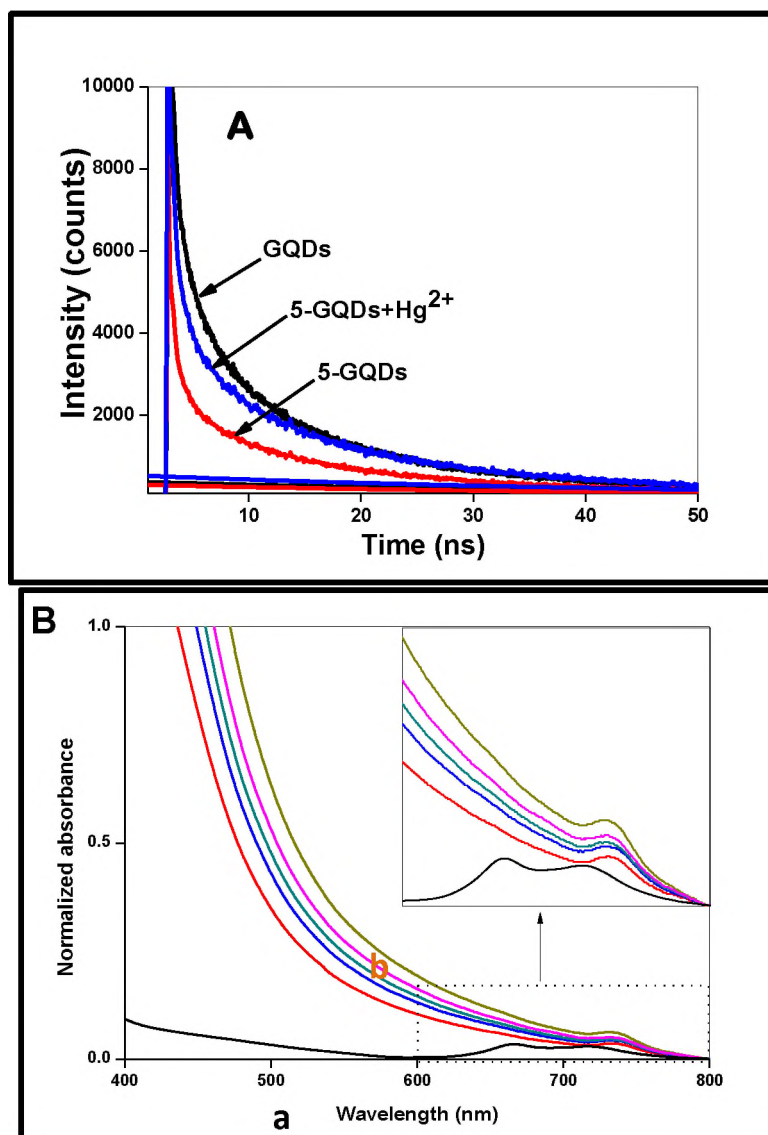 A
10000
8000
6000
4000
2000
Intensity (counts)
GQDs
5-GQDs+Hg2+
5-GQDs
10
20
30
40
50
Time (ns)
B
1.0
0.5
0.0
Normalized absorbance
b
400
500
600
700
800
a
Wavelength (nm)